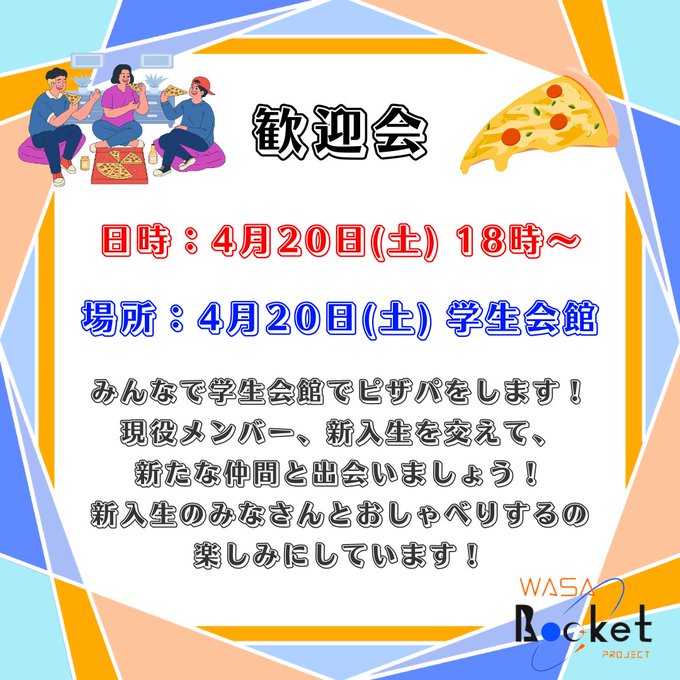 歓迎会
日時：4月20日(土) 18時～
場所：4月20日(土) 学生会館
みんなで学生会館でピザパをします！
現役メンバー、新入生を交えて、
新たな仲間と出会いましょう！
新入生のみなさんとおしゃべりするの
楽しみにしています！
WASA
Rocket
PROJECT